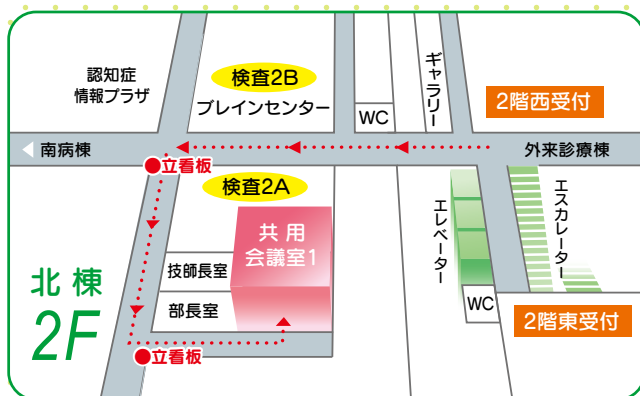 認知症
情報プラザ
検査2B
ブレインセンター
WC
ギャラリー
2階西受付
南病棟
外来診療棟
立看板
検査2A
共用
会議室1
技師長室
部長室
エレベーター
エスカレーター
WC
2階東受付
北棟
2F
立看板